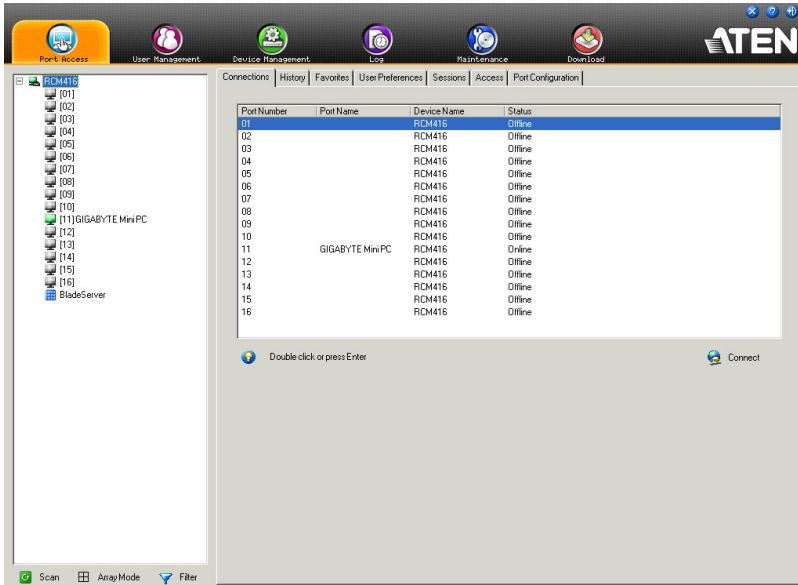 ATEN
Port Access User Management Device Management Log Maintenance Download
RCM416
[01]
[02]
[03]
[04]
[05]
[06]
[07]
[08]
[09]
[10]
[11]GIGABYTE Mini PC
[12]
[13]
[14]
[15]
[16]
BladeServer
Scan Array Mode Filter
Connections History Favorites User Preferences Sessions Access Port Configuration
Port Number Port Name Device Name Status
01 RCM416 Offline
02 RCM416 Offline
03 RCM416 Offline
04 RCM416 Offline
05 RCM416 Offline
06 RCM416 Offline
07 RCM416 Offline
08 RCM416 Offline
09 RCM416 Offline
10 RCM416 Offline
11 GIGABYTE Mini PC RCM416 Online
12 RCM416 Offline
13 RCM416 Offline
14 RCM416 Offline
15 RCM416 Offline
16 RCM416 Offline
Double click or press Enter
Connect